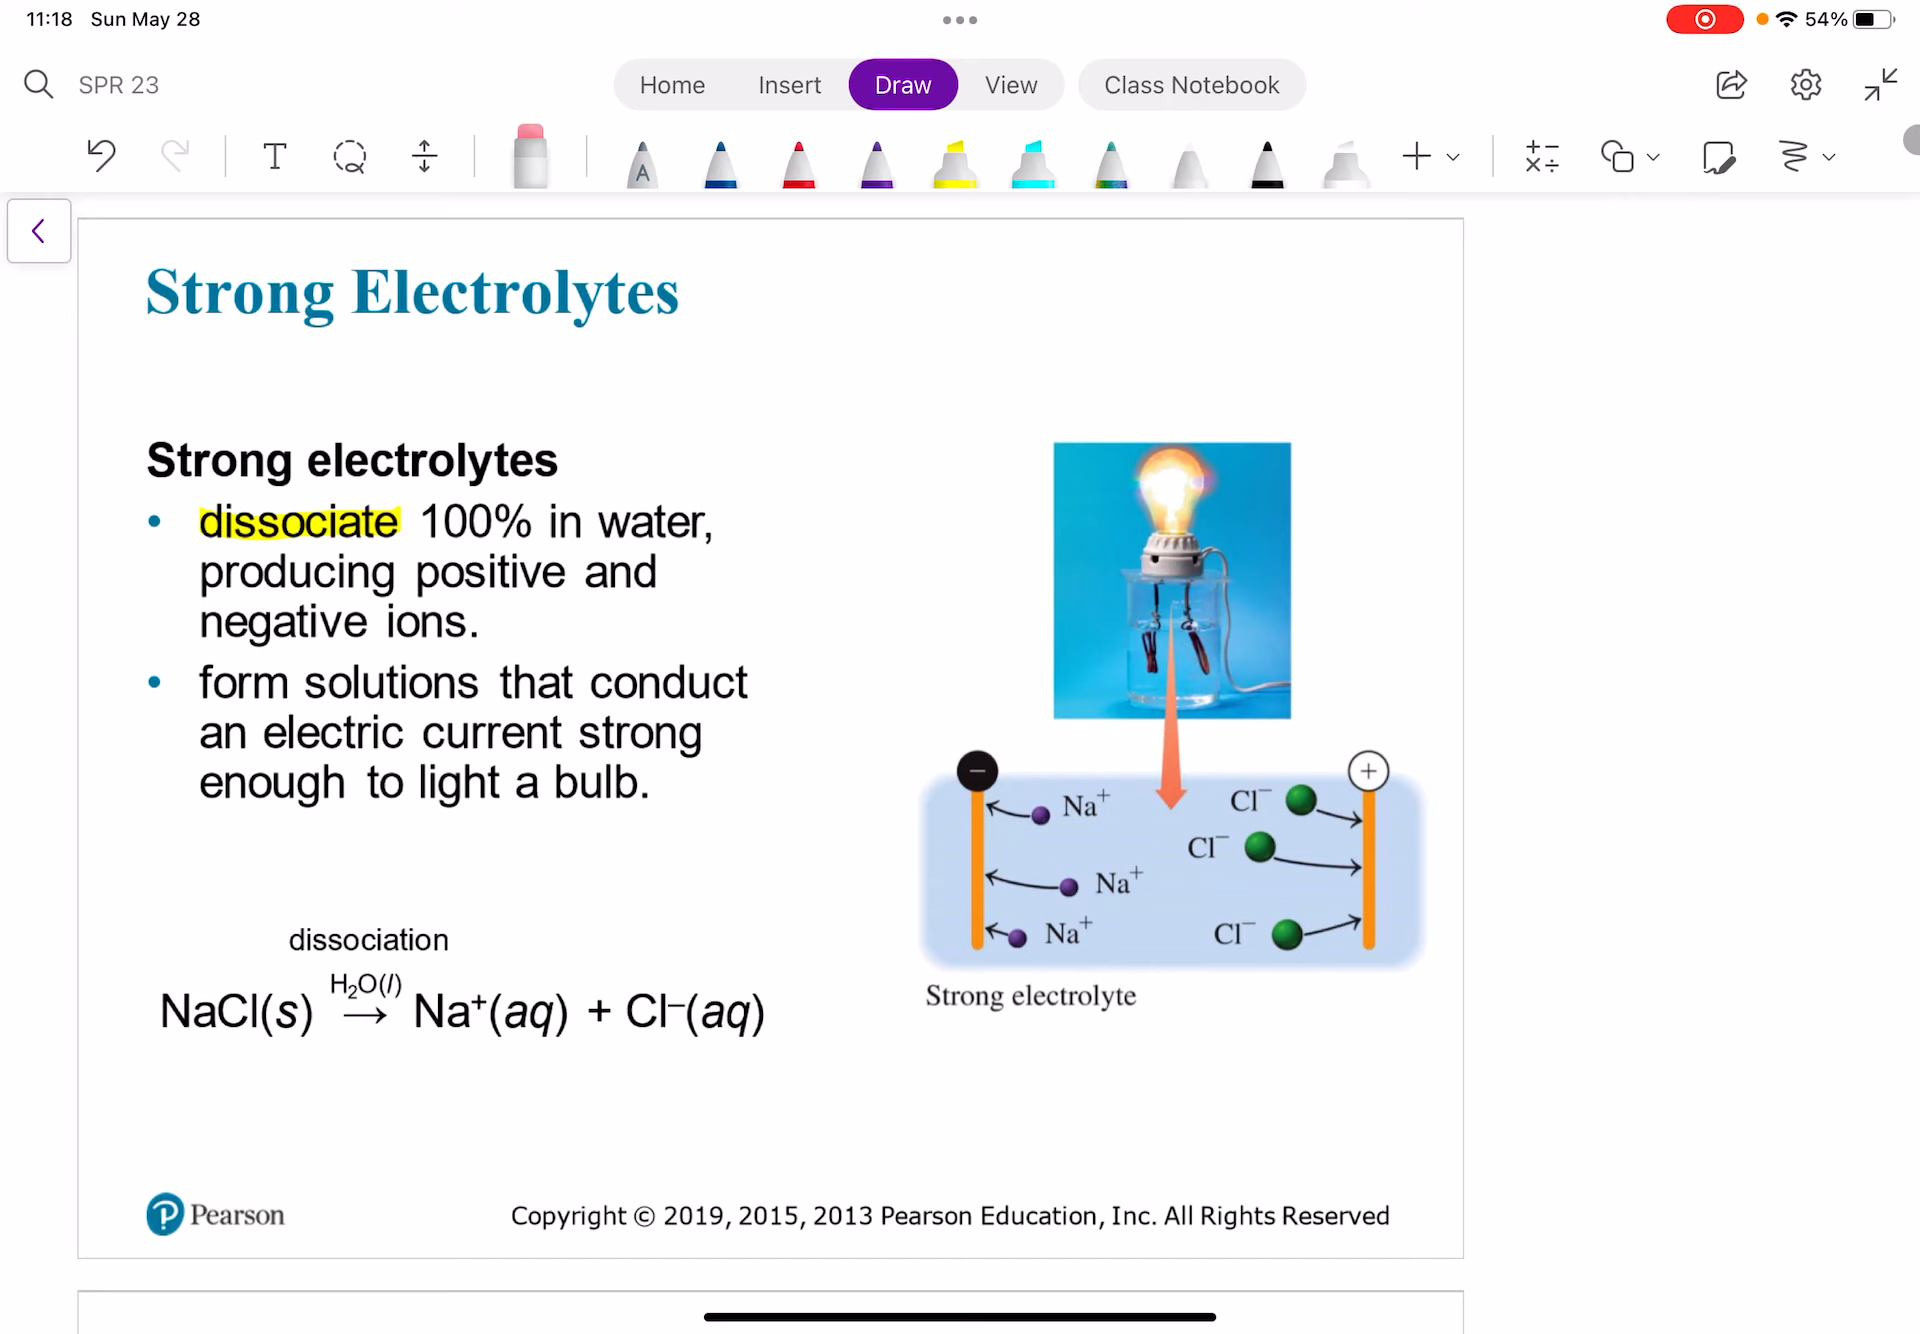 11:18 Sun May 28
54%
SPR 23
Home Insert Draw View Class Notebook
T
A
Strong Electrolytes
Strong electrolytes
• dissociate 100% in water,
producing positive and
negative ions.
• form solutions that conduct
an electric current strong
enough to light a bulb.
dissociation
H₂O(l)
NaCl(s) → Na⁺(aq) + Cl⁻(aq)
− +
Na⁺ Cl⁻
Cl⁻
Na⁺
Na⁺ Cl⁻
Strong electrolyte
P Pearson
Copyright © 2019, 2015, 2013 Pearson Education, Inc. All Rights Reserved